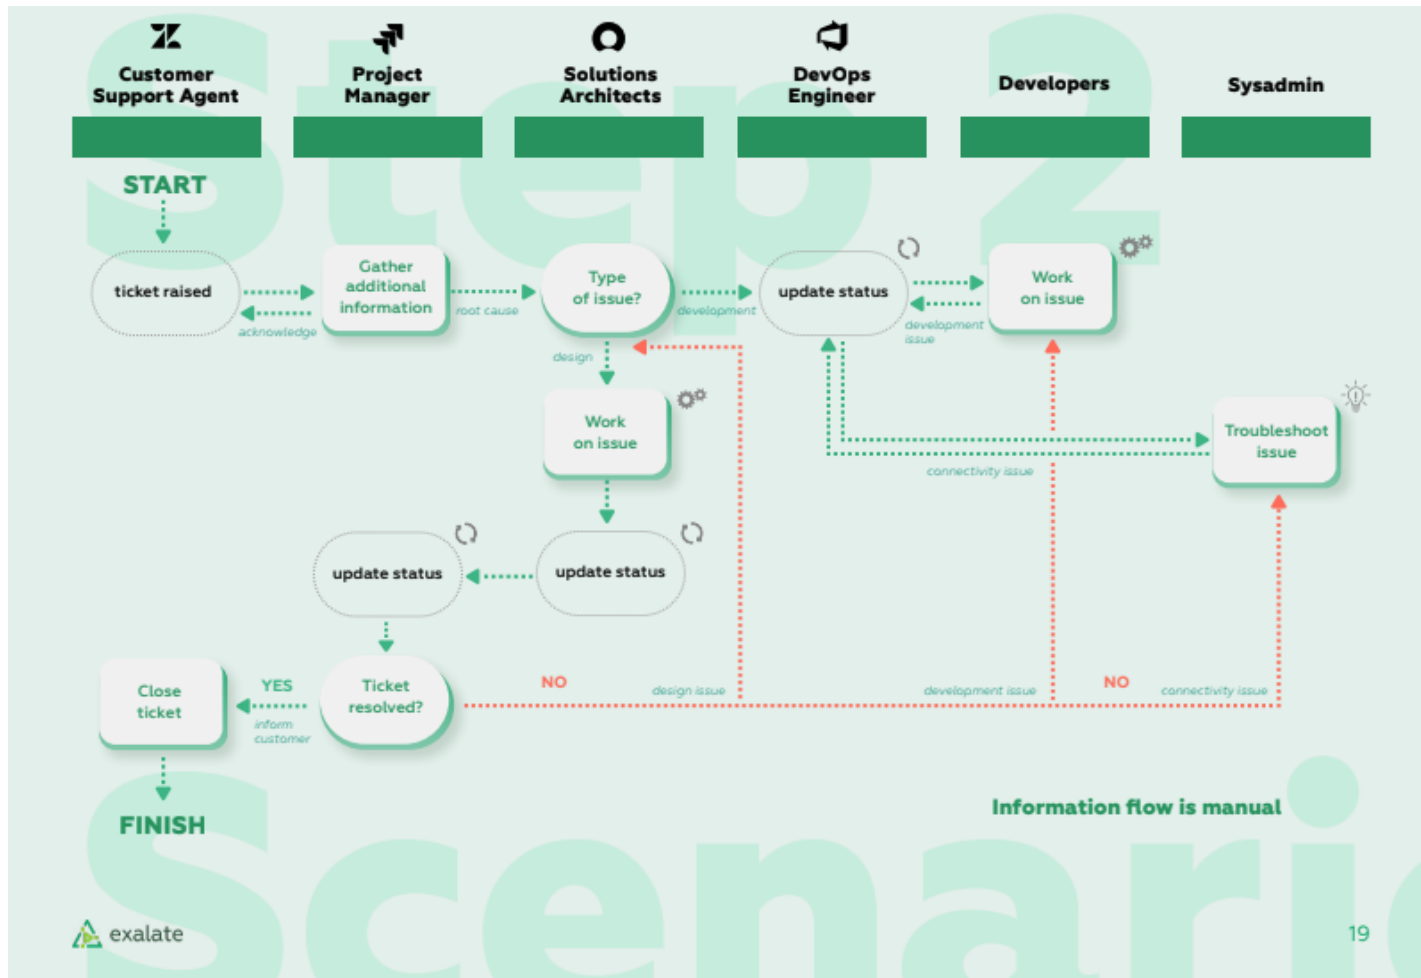 Step 2
Customer
Support Agent
Project
Manager
Solutions
Architects
DevOps
Engineer
Developers
Sysadmin
START
ticket raised
acknowledge
Gather
additional
information
root cause
Type
of issue?
development
update status
development
issue
Work
on issue
design
Work
on issue
connectivity issue
Troubleshoot
issue
update status
update status
Close
ticket
YES
inform
customer
Ticket
resolved?
NO
design issue
development issue
NO
connectivity issue
FINISH
Information flow is manual
Scenario
exalate
19